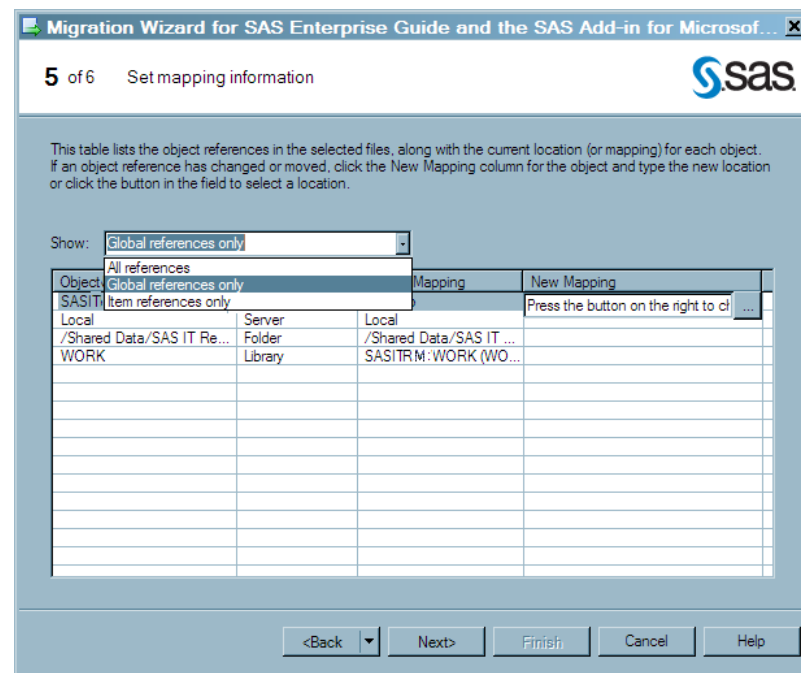 Migration Wizard for SAS Enterprise Guide and the SAS Add-in for Microsof...
5 of 6 Set mapping information
sas
This table lists the object references in the selected files, along with the current location (or mapping) for each object.
If an object reference has changed or moved, click the New Mapping column for the object and type the new location
or click the button in the field to select a location.
Show: Global references only
All references
Global references only
Item references only
Object Mapping New Mapping
SASIT Press the button on the right to cl ...
Local Server Local
/Shared Data/SAS IT Re... Folder /Shared Data/SAS IT ...
WORK Library SASITRM:WORK (WO...
<Back Next> Finish Cancel Help